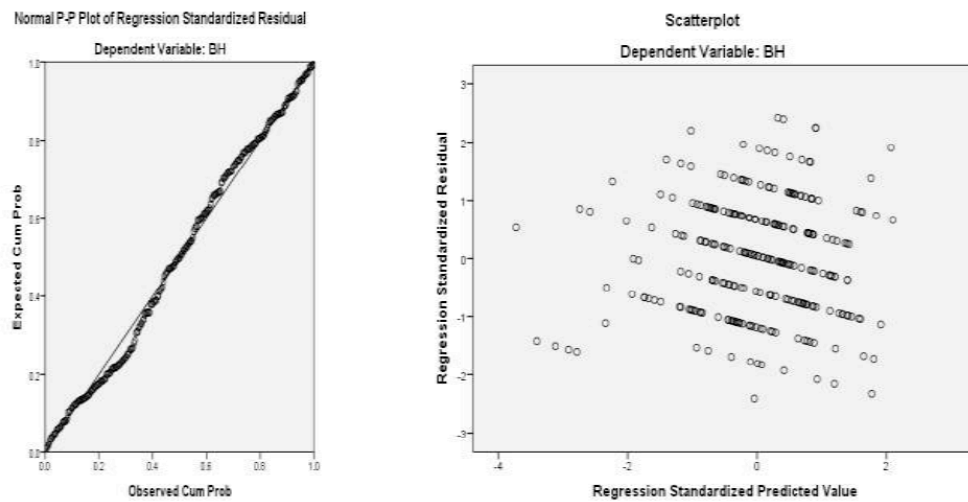 Normal P-P Plot of Regression Standardized Residual
Dependent Variable: BH
1.0
0.8
0.6
0.4
0.2
0.0
Expected Cum Prob
0.0 0.2 0.4 0.6 0.8 1.0
Observed Cum Prob
Scatterplot
Dependent Variable: BH
3
2
1
0
-1
-2
-3
Regression Standardized Residual
-4 -2 0 2
Regression Standardized Predicted Value